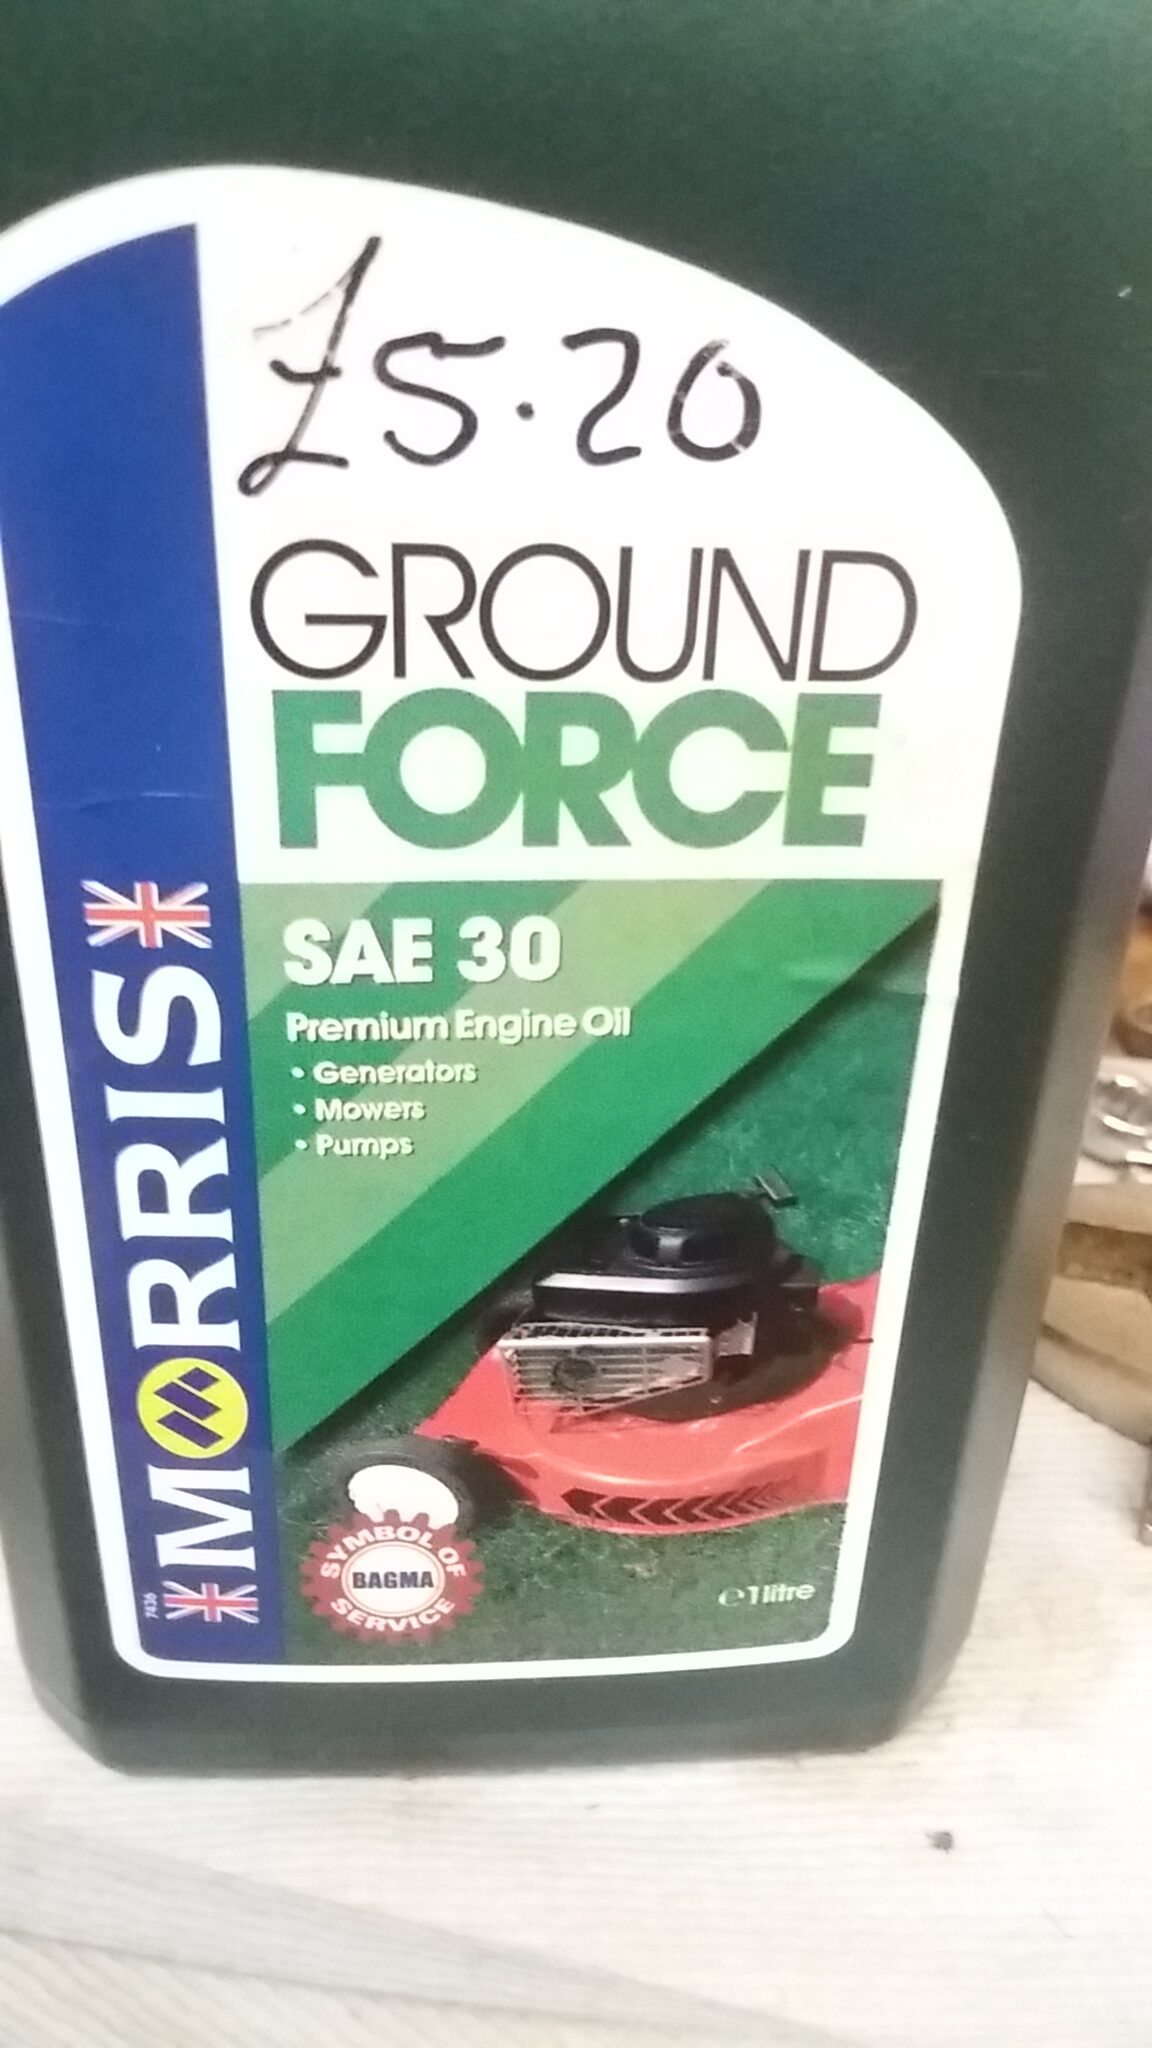 £5.20
GROUND
FORCE
SAE 30
Premium Engine Oil
• Generators
• Mowers
• Pumps
MORRIS
SYMBOL OF
BAGMA
SERVICE
℮ 1 litre
7436